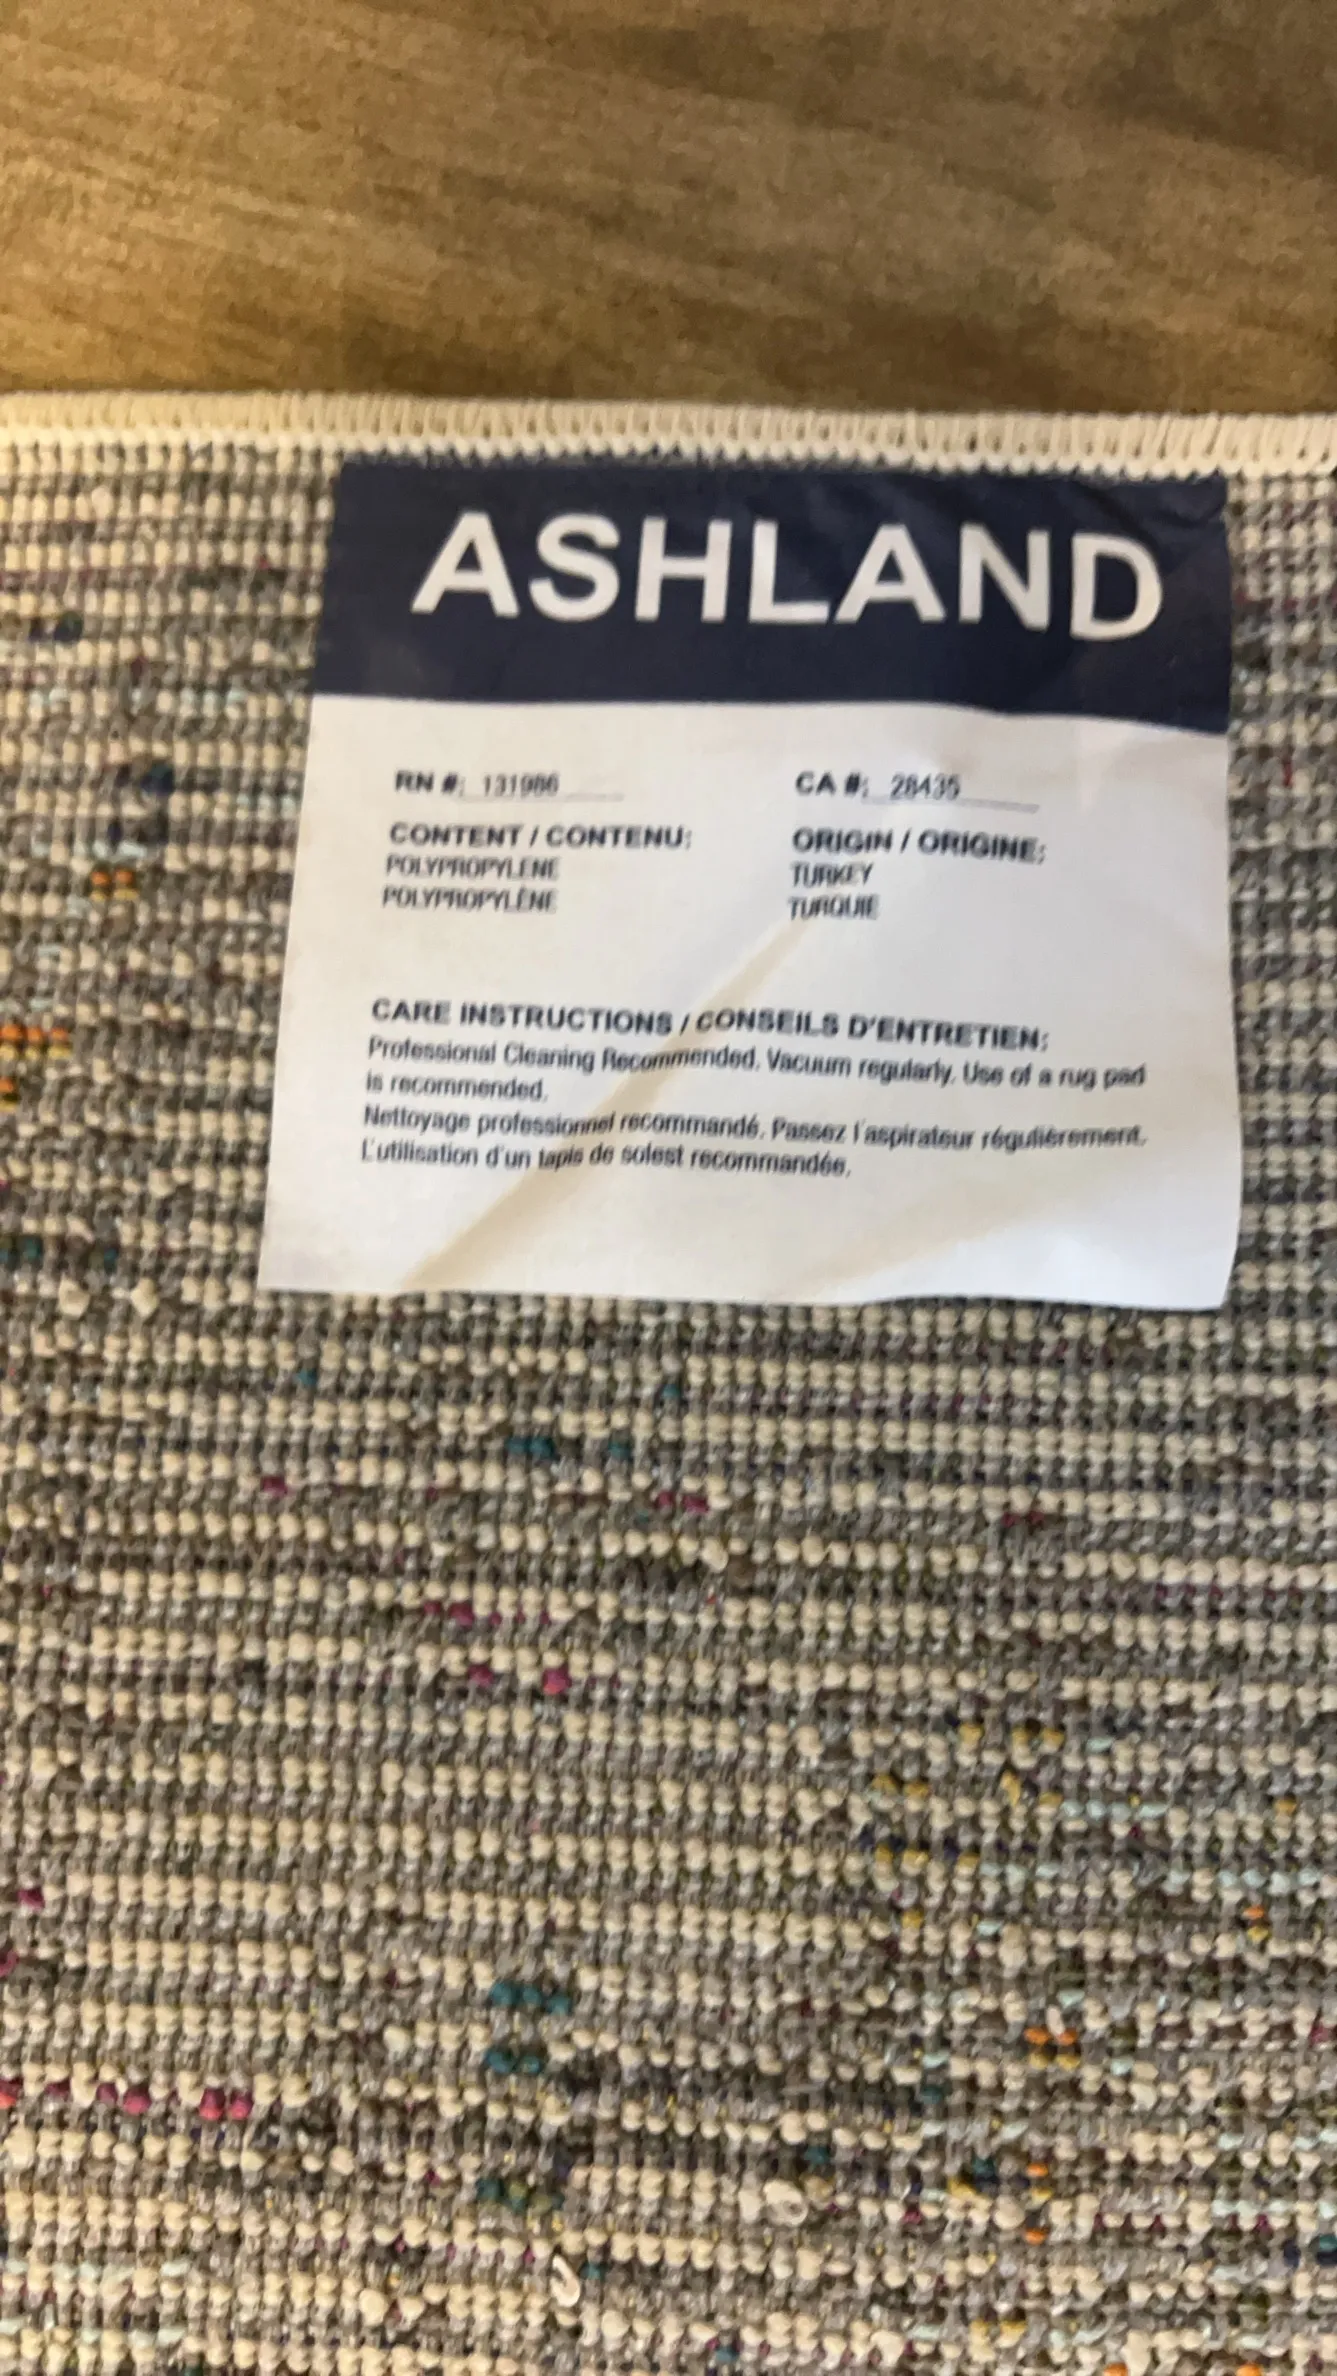 ASHLAND
RN #: 131986 CA #: 28435
CONTENT / CONTENU: ORIGIN / ORIGINE:
POLYPROPYLENE TURKEY
POLYPROPYLÈNE TURQUIE
CARE INSTRUCTIONS / CONSEILS D'ENTRETIEN:
Professional Cleaning Recommended. Vacuum regularly. Use of a rug pad
is recommended.
Nettoyage professionnel recommandé. Passez l'aspirateur régulièrement.
L'utilisation d'un tapis de solest recommandée.